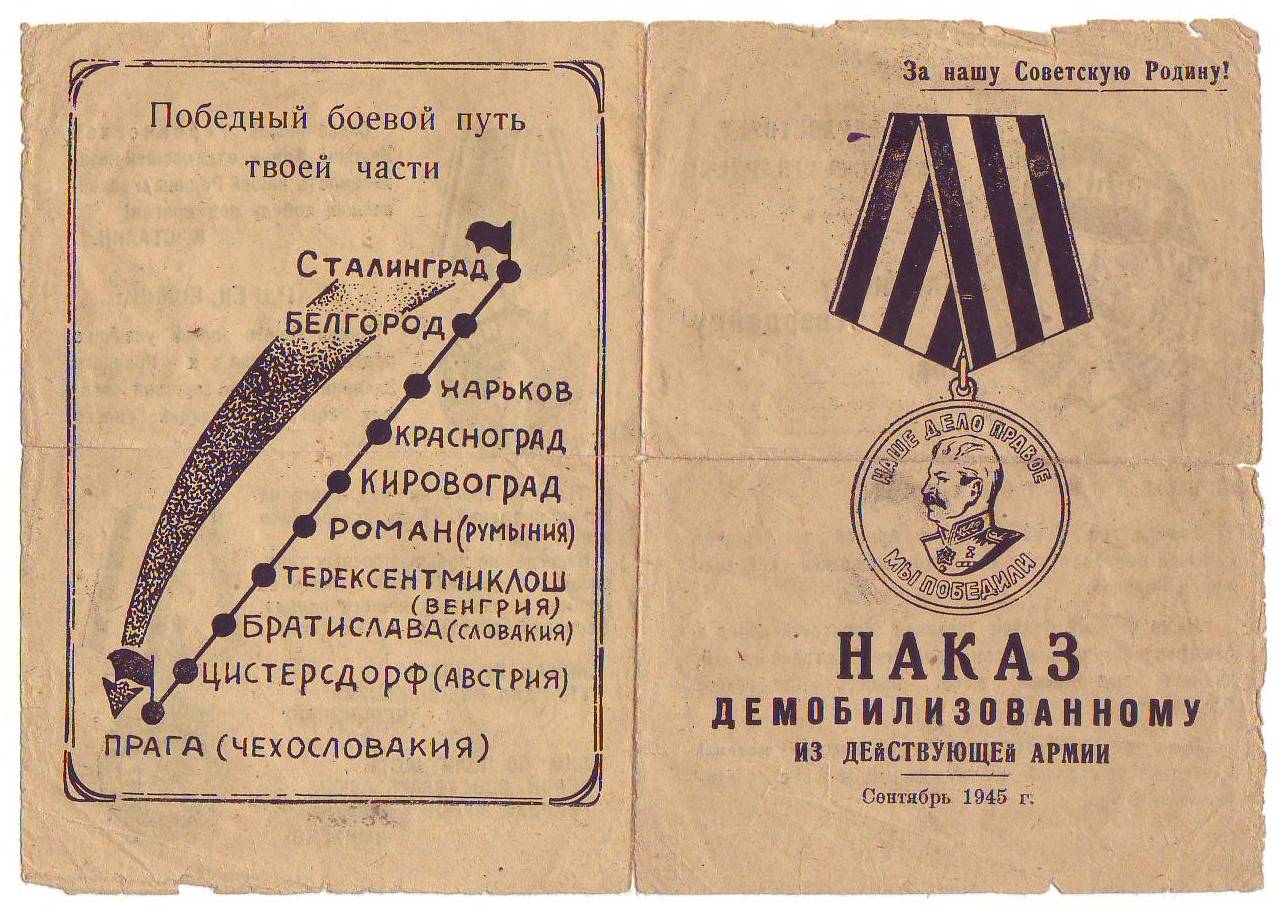 Победный боевой путь
твоей части
СТАЛИНГРАД
БЕЛГОРОД
ХАРЬКОВ
КРАСНОГРАД
КИРОВОГРАД
РОМАН (РУМЫНИЯ)
ТЕРЕКСЕНТМИКЛОШ
(ВЕНГРИЯ)
БРАТИСЛАВА (СЛОВАКИЯ)
ЦИСТЕРСДОРФ (АВСТРИЯ)
ПРАГА (ЧЕХОСЛОВАКИЯ)
За нашу Советскую Родину!
НАШЕ ДЕЛО ПРАВОЕ
МЫ ПОБЕДИЛИ
НАКАЗ
ДЕМОБИЛИЗОВАННОМУ
ИЗ ДЕЙСТВУЮЩЕЙ АРМИИ
Сентябрь 1945 г.